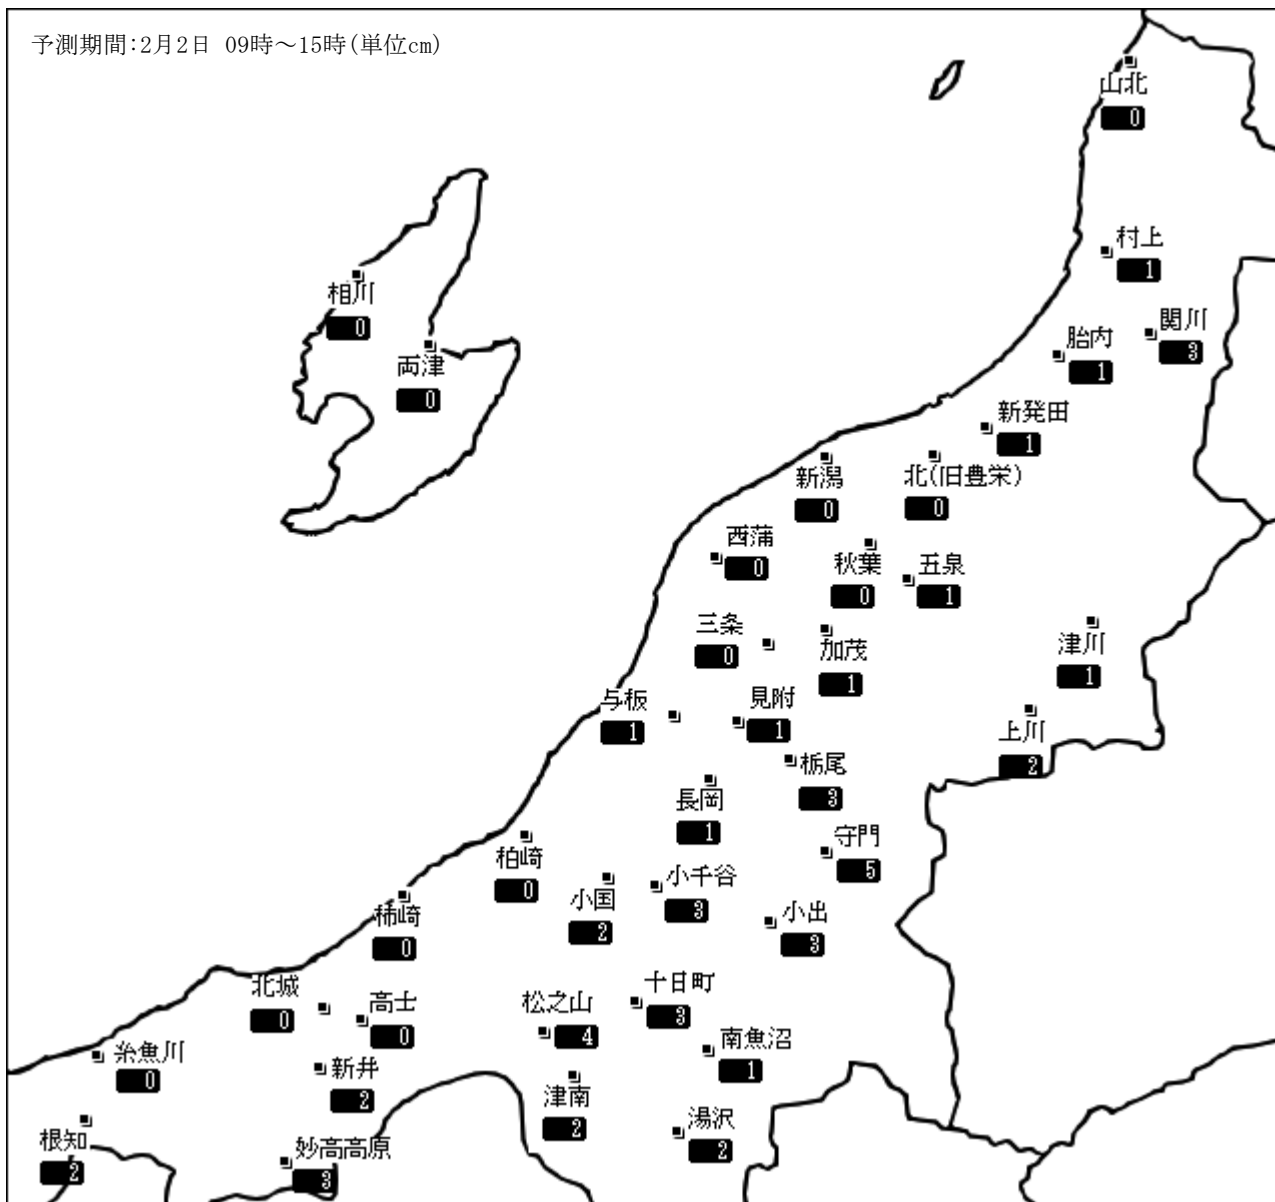 予測期間:2月2日 09時～15時(単位cm)
山北
0
村上
1
相川
0
関川
3
胎内
1
両津
0
新発田
1
新潟
0
北(旧豊栄)
0
西蒲
0
秋葉
0
五泉
1
三条
0
加茂
1
津川
1
与板
1
見附
1
上川
2
栃尾
3
長岡
1
守門
5
柏崎
0
小国
2
小千谷
3
小出
3
柿崎
0
北城
0
高士
0
松之山
4
十日町
3
南魚沼
1
糸魚川
0
新井
2
津南
2
湯沢
2
根知
2
妙高高原
3